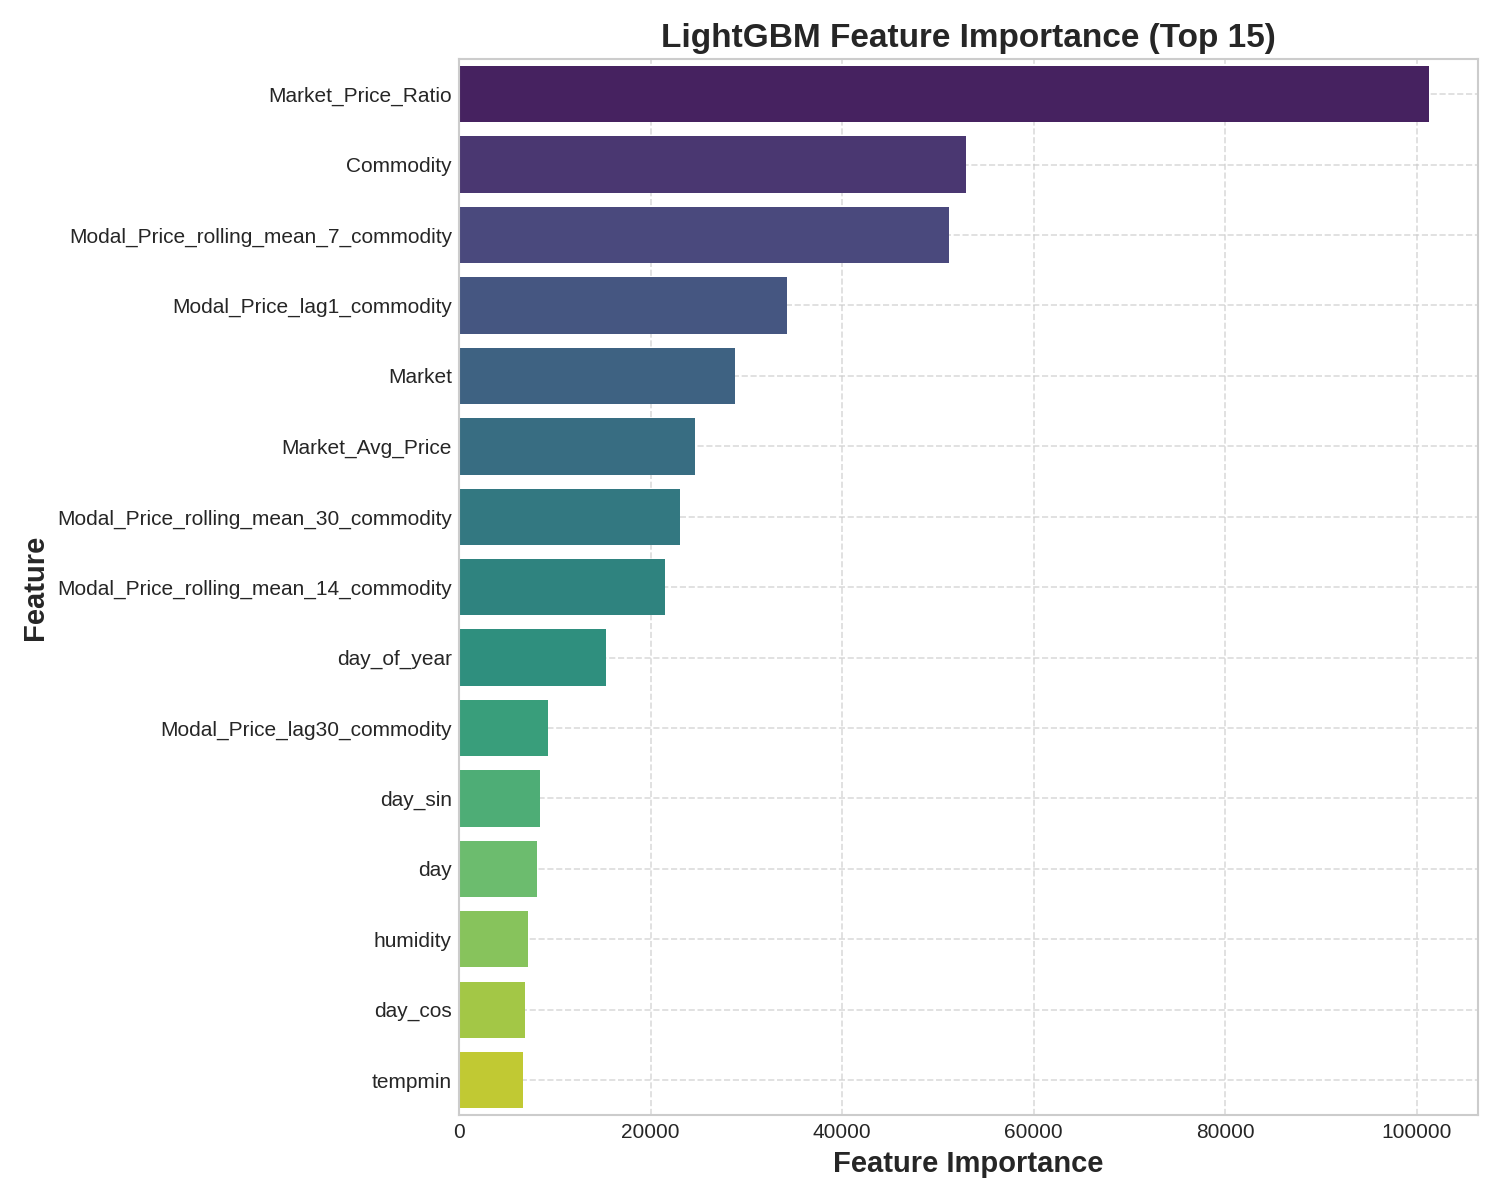 LightGBM Feature Importance (Top 15)
Market_Price_Ratio
Commodity
Modal_Price_rolling_mean_7_commodity
Modal_Price_lag1_commodity
Market
Market_Avg_Price
Modal_Price_rolling_mean_30_commodity
Modal_Price_rolling_mean_14_commodity
day_of_year
Modal_Price_lag30_commodity
day_sin
day
humidity
day_cos
tempmin
Feature
0 20000 40000 60000 80000 100000
Feature Importance